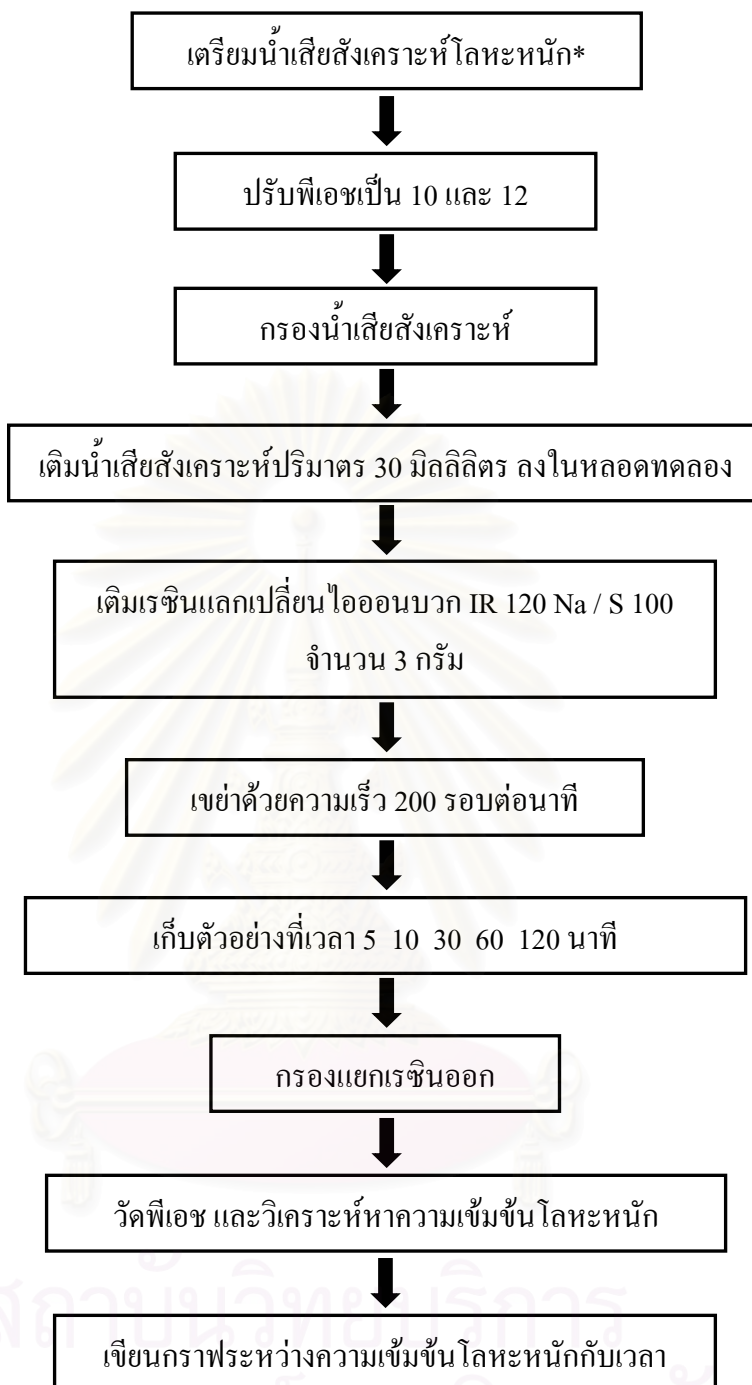 เตรียมน้ำเสียสังเคราะห์โลหะหนัก*
ปรับพีเอชเป็น 10 และ 12
กรองน้ำเสียสังเคราะห์
เติมน้ำเสียสังเคราะห์ปริมาตร 30 มิลลิลิตร ลงในหลอดทดลอง
เติมเรซินแลกเปลี่ยนไอออนบวก IR 120 Na / S 100
จำนวน 3 กรัม
เขย่าด้วยความเร็ว 200 รอบต่อนาที
เก็บตัวอย่างที่เวลา 5 10 30 60 120 นาที
กรองแยกเรซินออก
วัดพีเอช และวิเคราะห์หาความเข้มข้นโลหะหนัก
สถาบันวิทยบริการ
เขียนกราฟระหว่างความเข้มข้นโลหะหนักกับเวลา